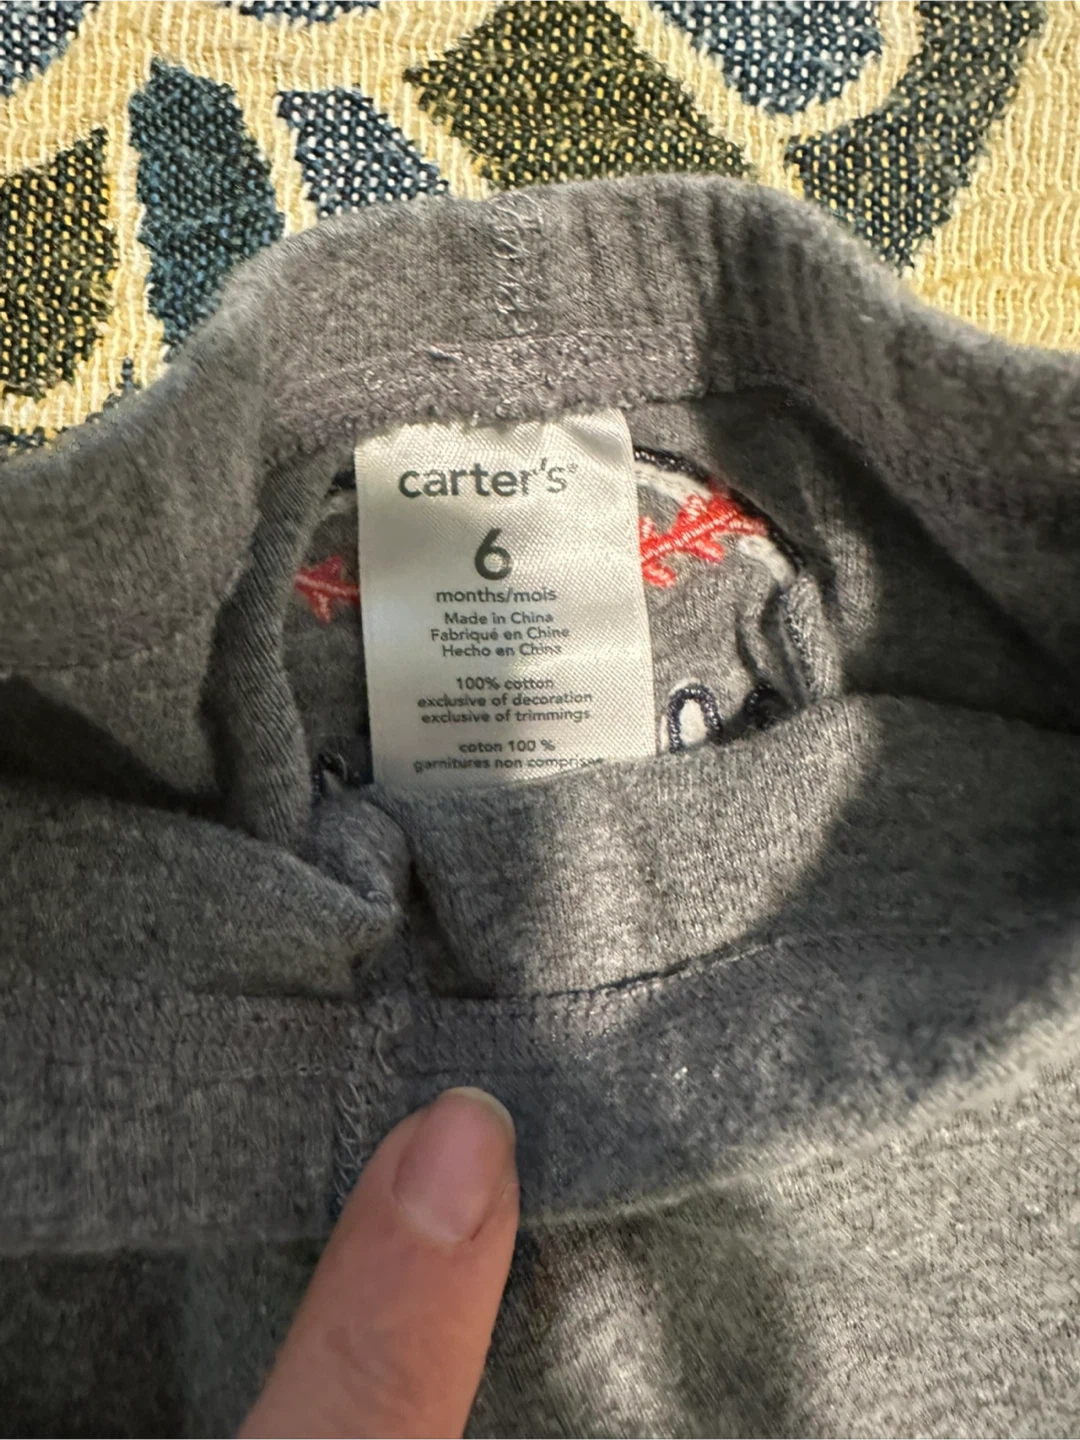 carter's®
6
months/mois
Made in China
Fabriqué en Chine
Hecho en China
100% cotton
exclusive of decoration
exclusive of trimmings
coton 100 %
garnitures non comprises